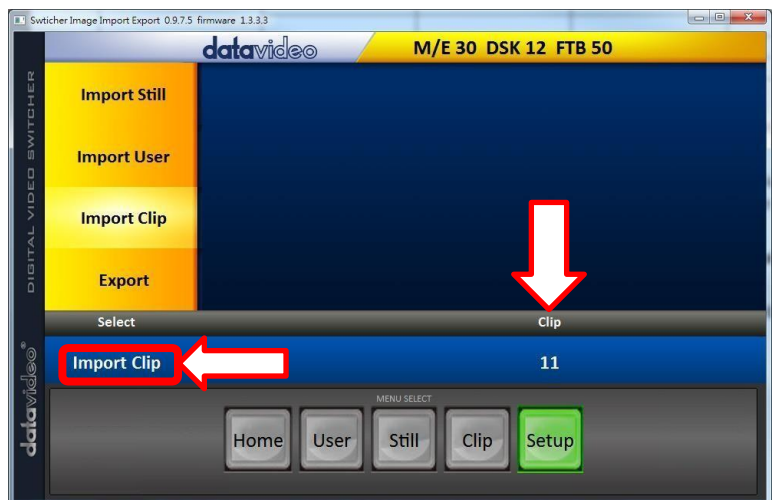 Swticher Image Import Export 0.9.7.5 firmware 1.3.3.3
datavideo
M/E 30 DSK 12 FTB 50
DIGITAL VIDEO SWITCHER
datavideo®
Import Still
Import User
Import Clip
Export
Select
Clip
Import Clip
11
MENU SELECT
Home
User
Still
Clip
Setup